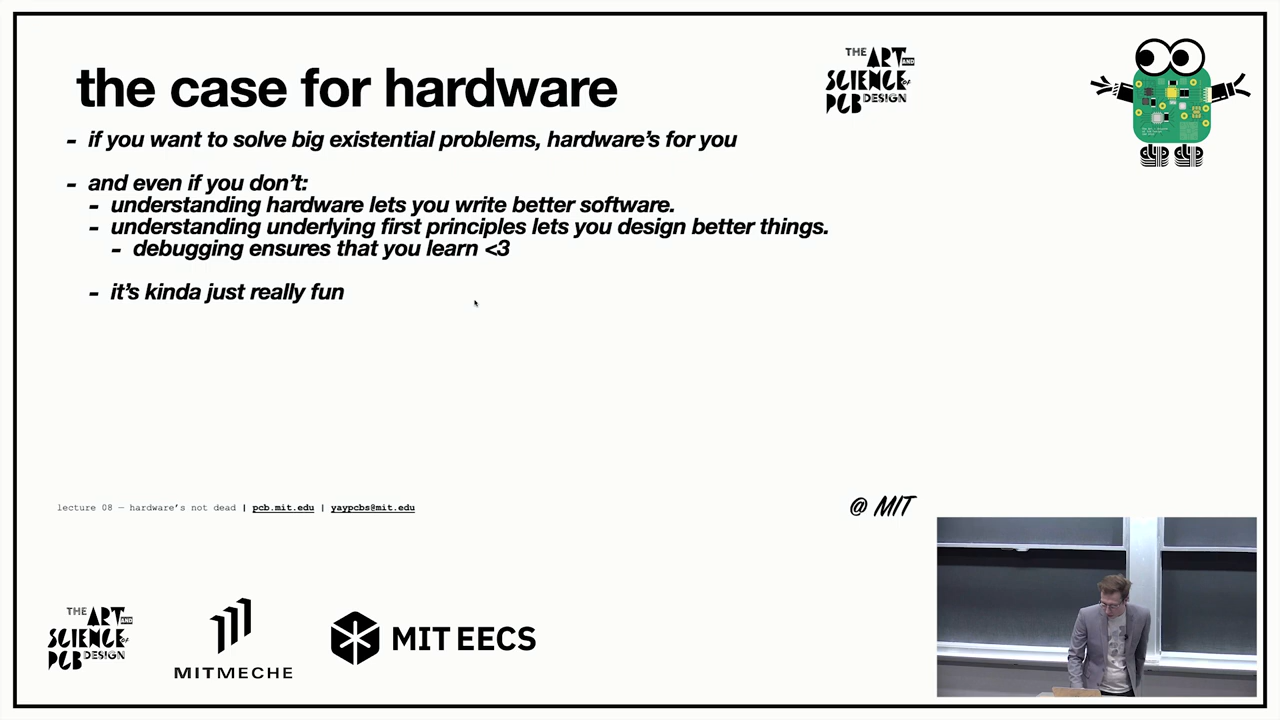 the case for hardware
THE ART AND
SCIENCE of
PCB DESIGN
- if you want to solve big existential problems, hardware's for you
- and even if you don't:
- understanding hardware lets you write better software.
- understanding underlying first principles lets you design better things.
- debugging ensures that you learn <3
- it's kinda just really fun
lecture 08 — hardware's not dead | pcb.mit.edu | yaypcbs@mit.edu
@ MIT
THE ART AND
SCIENCE of
PCB DESIGN
MITMECHE
MIT EECS